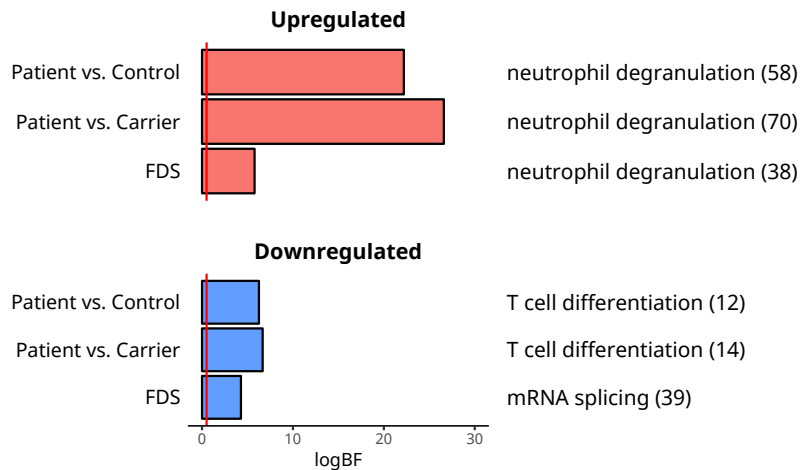 Upregulated
Patient vs. Control neutrophil degranulation (58)
Patient vs. Carrier neutrophil degranulation (70)
FDS neutrophil degranulation (38)
Downregulated
Patient vs. Control T cell differentiation (12)
Patient vs. Carrier T cell differentiation (14)
FDS mRNA splicing (39)
0 10 20 30
logBF